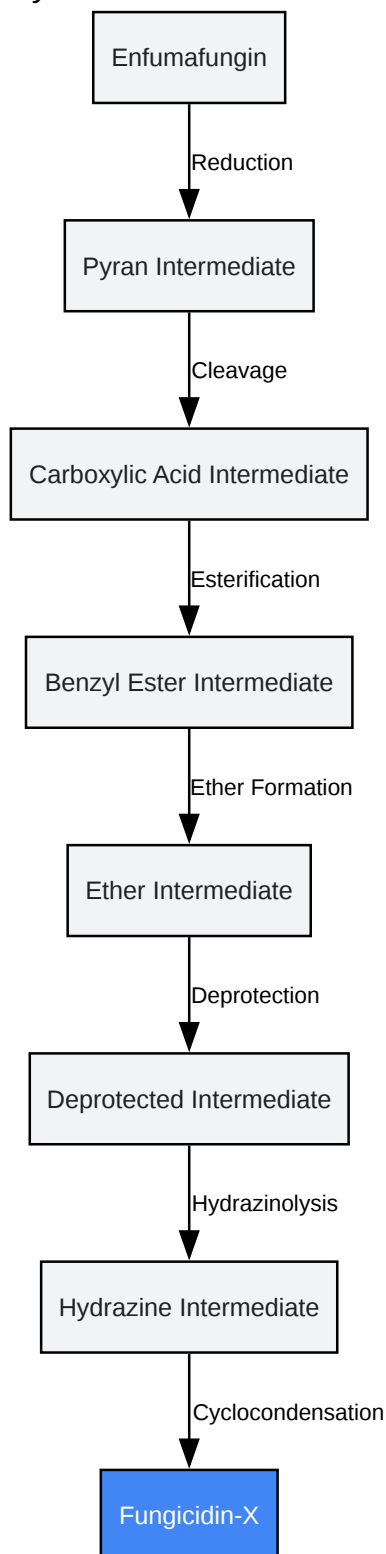 Enfumafungin
Reduction
Pyran Intermediate
Cleavage
Carboxylic Acid Intermediate
Esterification
Benzyl Ester Intermediate
Ether Formation
Ether Intermediate
Deprotection
Deprotected Intermediate
Hydrazinolysis
Hydrazine Intermediate
Cyclocondensation
Fungicidin-X